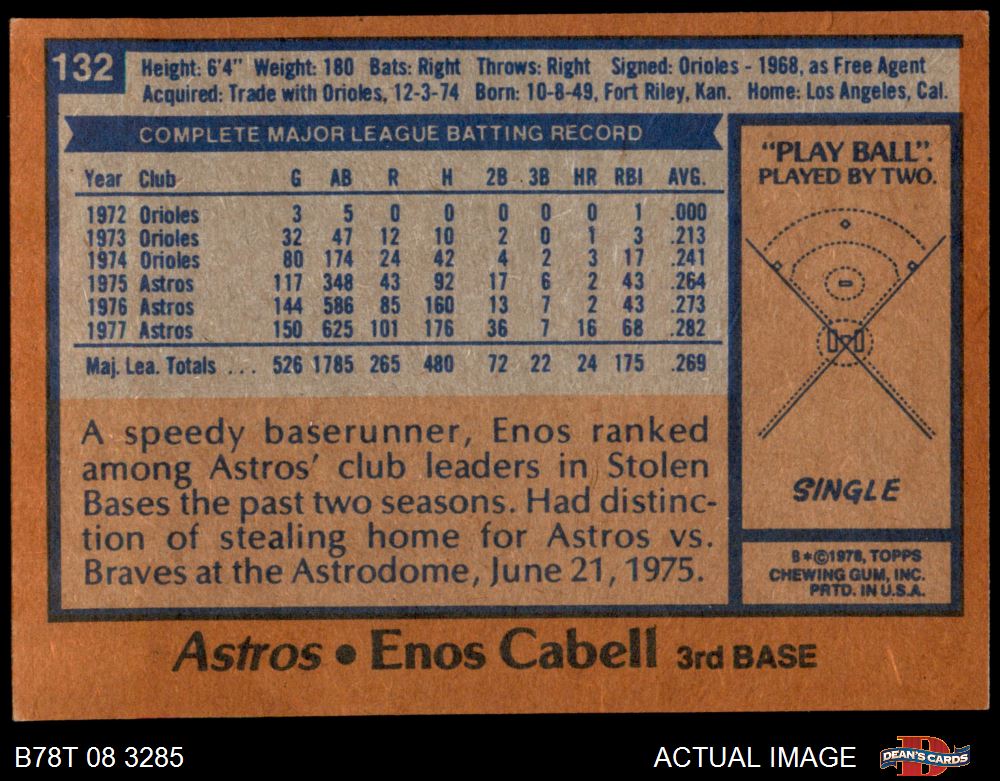 132
Height: 6'4" Weight: 180 Bats: Right Throws: Right Signed: Orioles - 1968, as Free Agent
Acquired: Trade with Orioles, 12-3-74 Born: 10-8-49, Fort Riley, Kan. Home: Los Angeles, Cal.
COMPLETE MAJOR LEAGUE BATTING RECORD
Year Club G AB R H 2B 3B HR RBI AVG.
1972 Orioles 3 5 0 0 0 0 0 1 .000
1973 Orioles 32 47 12 10 2 0 1 3 .213
1974 Orioles 80 174 24 42 4 2 3 17 .241
1975 Astros 117 348 43 92 17 6 2 43 .264
1976 Astros 144 586 85 160 13 7 2 43 .273
1977 Astros 150 625 101 176 36 7 16 68 .282
Maj. Lea. Totals ... 526 1785 265 480 72 22 24 175 .269
A speedy baserunner, Enos ranked
among Astros' club leaders in Stolen
Bases the past two seasons. Had distinc-
tion of stealing home for Astros vs.
Braves at the Astrodome, June 21, 1975.
"PLAY BALL".
PLAYED BY TWO.
SINGLE
B*©1978, TOPPS
CHEWING GUM, INC.
PRTD. IN U.S.A.
Astros • Enos Cabell 3rd BASE
B78T 08 3285
ACTUAL IMAGE
DEAN'S CARDS